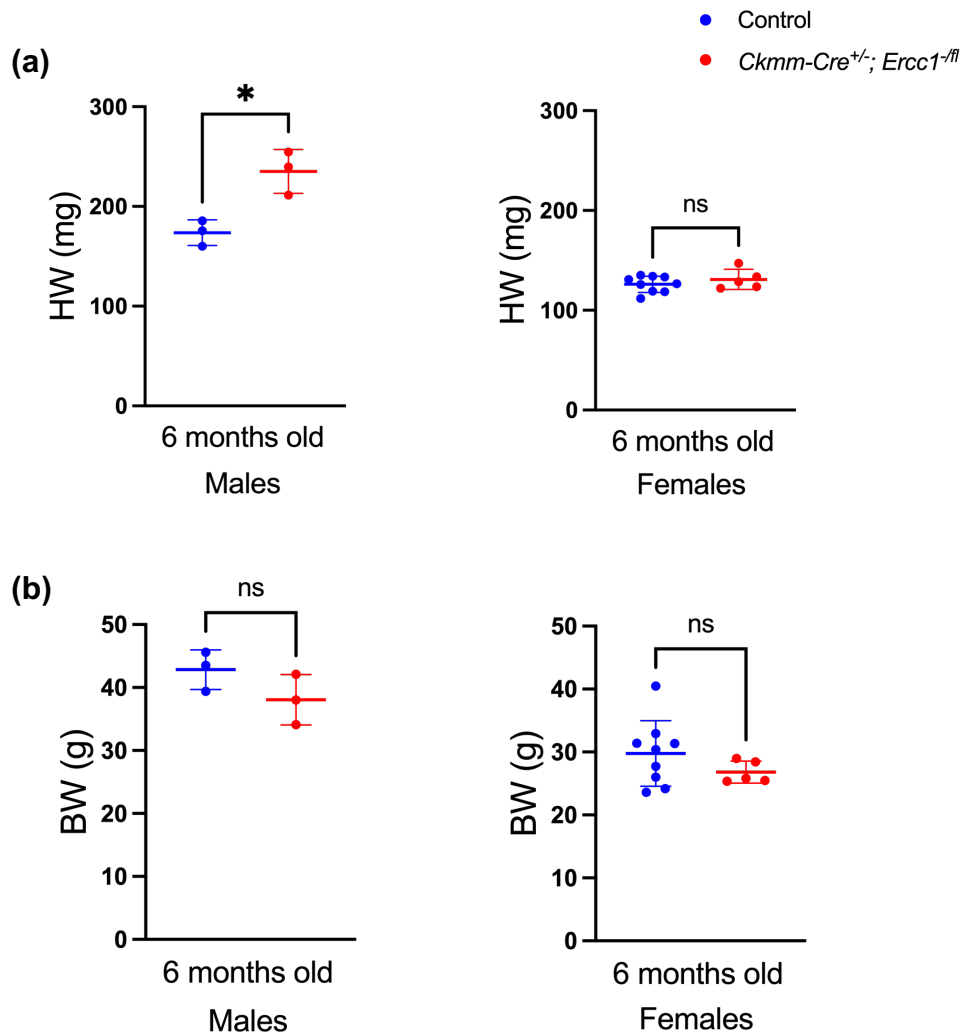 Control
Ckmm-Cre+/-; Ercc1-/fl
(a)
*
300
200
100
0
HW (mg)
6 months old
Males
ns
300
200
100
0
HW (mg)
6 months old
Females
(b)
ns
50
40
30
20
10
0
BW (g)
6 months old
Males
ns
50
40
30
20
10
0
BW (g)
6 months old
Females